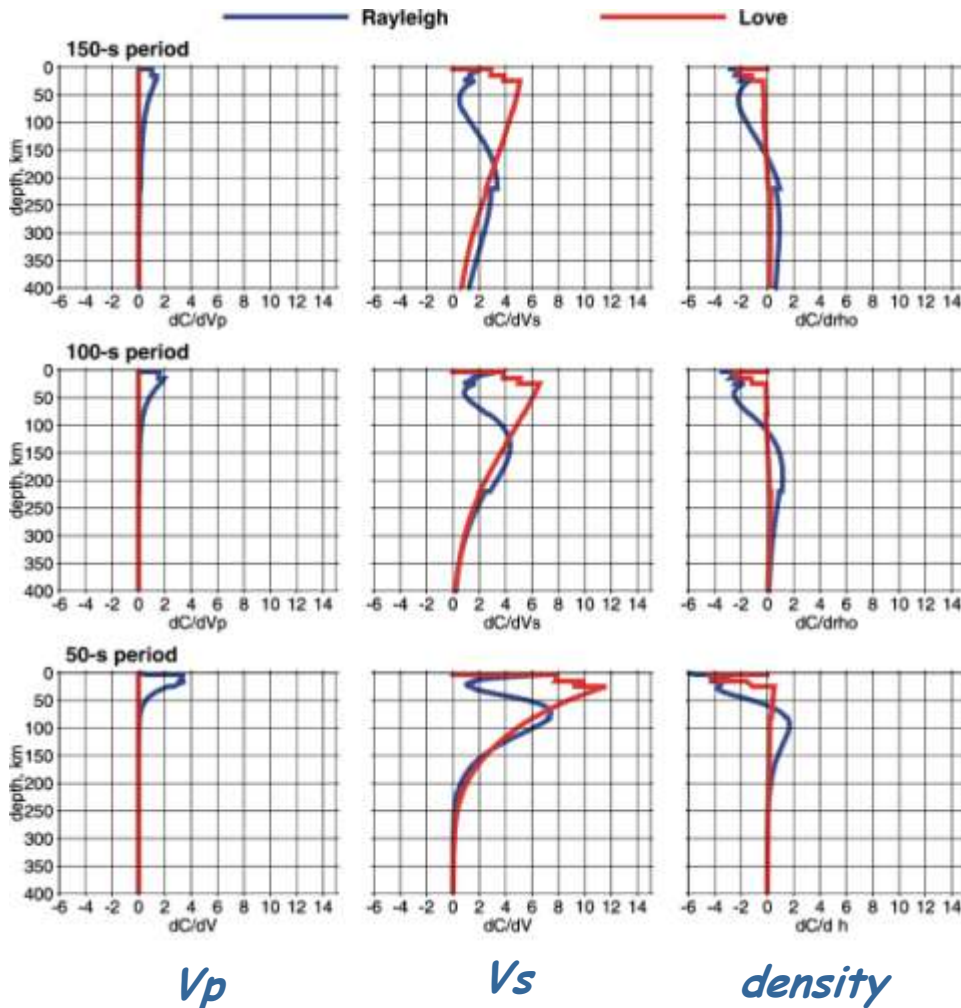 Rayleigh Love
150-s period
0
50
100
150
200
250
300
350
400
depth, km
-6 -4 -2 0 2 4 6 8 10 12 14
dC/dVp
-6 -4 -2 0 2 4 6 8 10 12 14
dC/dVs
-6 -4 -2 0 2 4 6 8 10 12 14
dC/drho
100-s period
0
50
100
150
200
250
300
350
400
depth, km
-6 -4 -2 0 2 4 6 8 10 12 14
dC/dVp
-6 -4 -2 0 2 4 6 8 10 12 14
dC/dVs
-6 -4 -2 0 2 4 6 8 10 12 14
dC/drho
50-s period
0
50
100
150
200
250
300
350
400
depth, km
-6 -4 -2 0 2 4 6 8 10 12 14
dC/dV
-6 -4 -2 0 2 4 6 8 10 12 14
dC/dV
-6 -4 -2 0 2 4 6 8 10 12 14
dC/d h
Vp Vs density